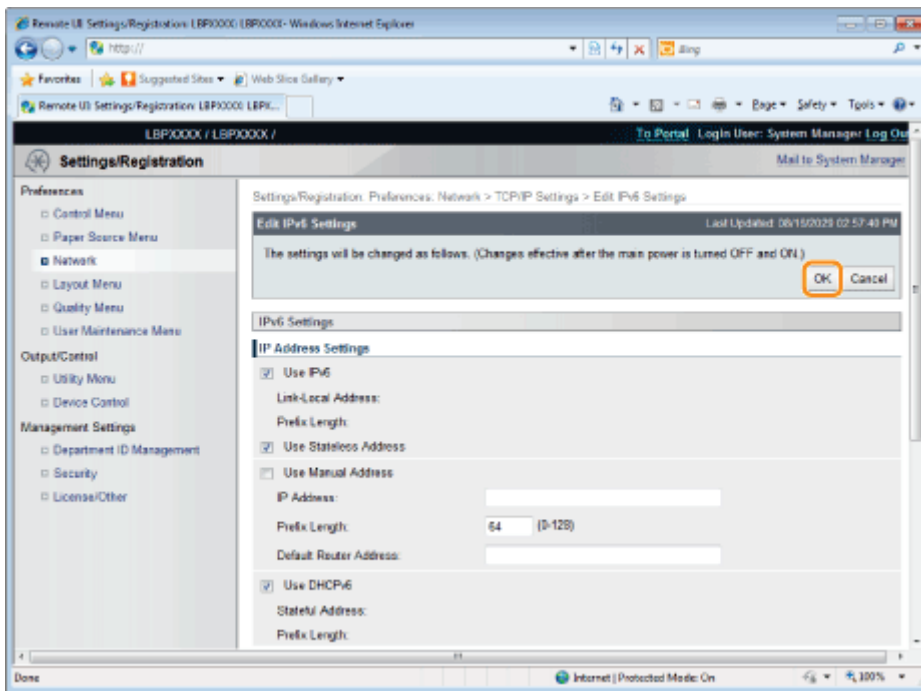 Remote UI: Settings/Registration: LBPXXXX: LBPXXXX - Windows Internet Explorer
http://
Bing
Favorites Suggested Sites Web Slice Gallery
Remote UI: Settings/Registration: LBPXXXX: LBPX...
Page Safety Tools
LBPXXXX / LBPXXXX /
To Portal Login User: System Manager Log Ou
Settings/Registration
Mail to System Manager
Preferences
Control Menu
Paper Source Menu
Network
Layout Menu
Quality Menu
User Maintenance Menu
Output/Control
Utility Menu
Device Control
Management Settings
Department ID Management
Security
License/Other
Settings/Registration: Preferences: Network > TCP/IP Settings > Edit IPv6 Settings
Edit IPv6 Settings
Last Updated: 08/18/2026 02:57:40 PM
The settings will be changed as follows. (Changes effective after the main power is turned OFF and ON.)
OK Cancel
IPv6 Settings
IP Address Settings
Use IPv6
Link-Local Address:
Prefix Length:
Use Stateless Address
Use Manual Address
IP Address:
Prefix Length: 64 (0-128)
Default Router Address:
Use DHCPv6
Stateful Address:
Prefix Length:
Done
Internet | Protected Mode: On
100%